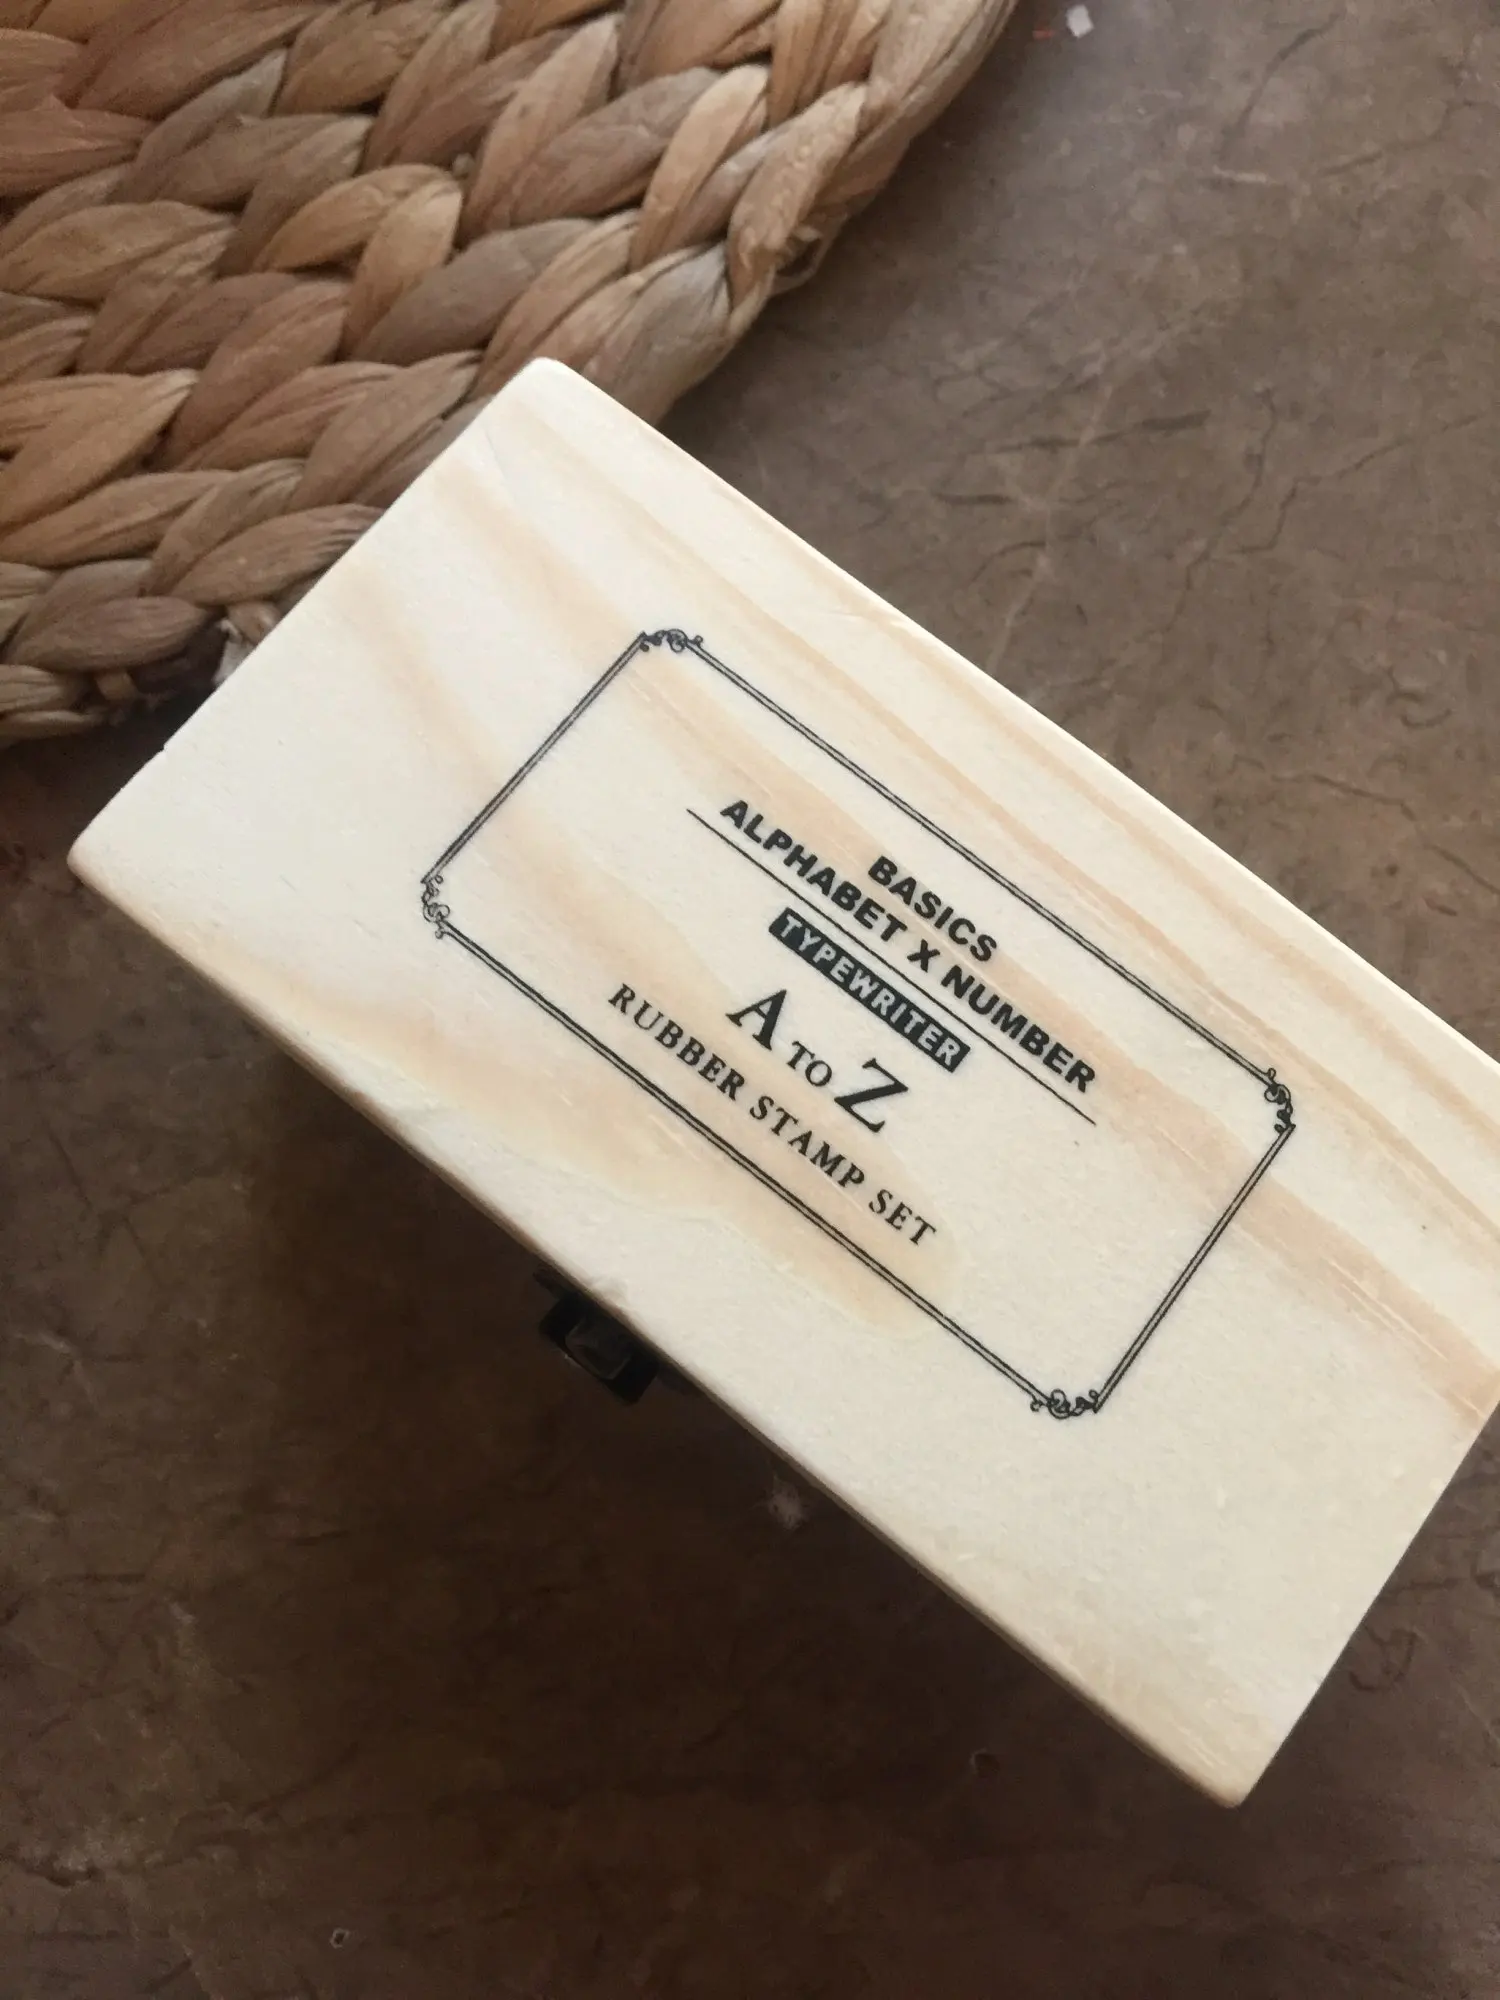 BASICS
ALPHABET X NUMBER
TYPEWRITER
A TO Z
RUBBER STAMP SET